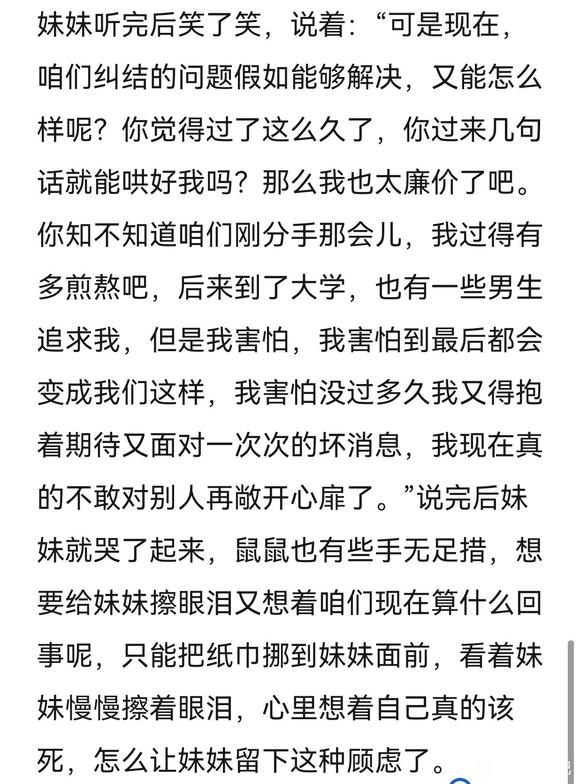 妹妹听完后笑了笑，说着：“可是现在，
咱们纠结的问题假如能够解决，又能怎么
样呢？你觉得过了这么久了，你过来几句
话就能哄好我吗？那么我也太廉价了吧。
你知不知道咱们刚分手那会儿，我过得有
多煎熬吧，后来到了大学，也有一些男生
追求我，但是我害怕，我害怕到最后都会
变成我们这样，我害怕没过多久我又得抱
着期待又面对一次次的坏消息，我现在真
的不敢对别人再敞开心扉了。”说完后妹
妹就哭了起来，鼠鼠也有些手无足措，想
要给妹妹擦眼泪又想着咱们现在算什么回
事呢，只能把纸巾挪到妹妹面前，看着妹
妹慢慢擦着眼泪，心里想着自己真的该
死，怎么让妹妹留下这种顾虑了。